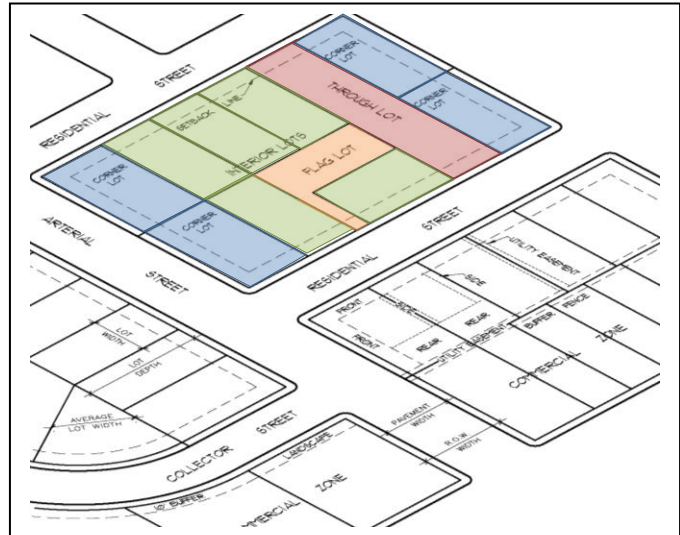 CORNER
LOT
STREET
RESIDENTIAL
THROUGH LOT
CORNER
LOT
SETBACK
LINE
INTERIOR LOTS
FLAG LOT
CORNER
LOT
CORNER
LOT
ARTERIAL
STREET
STREET
RESIDENTIAL
UTILITY EASEMENT
SIDE
SIDE
FRONT
FRONT
REAR
REAR
UTILITY EASEMENT
BUFFER
FENCE
COMMERCIAL
ZONE
LOT
WIDTH
LOT
DEPTH
AVERAGE
LOT WIDTH
COLLECTOR
STREET
PAVEMENT
WIDTH
R.O.W
WIDTH
LANDSCAPE
BUFFER
ZONE
COMMERCIAL